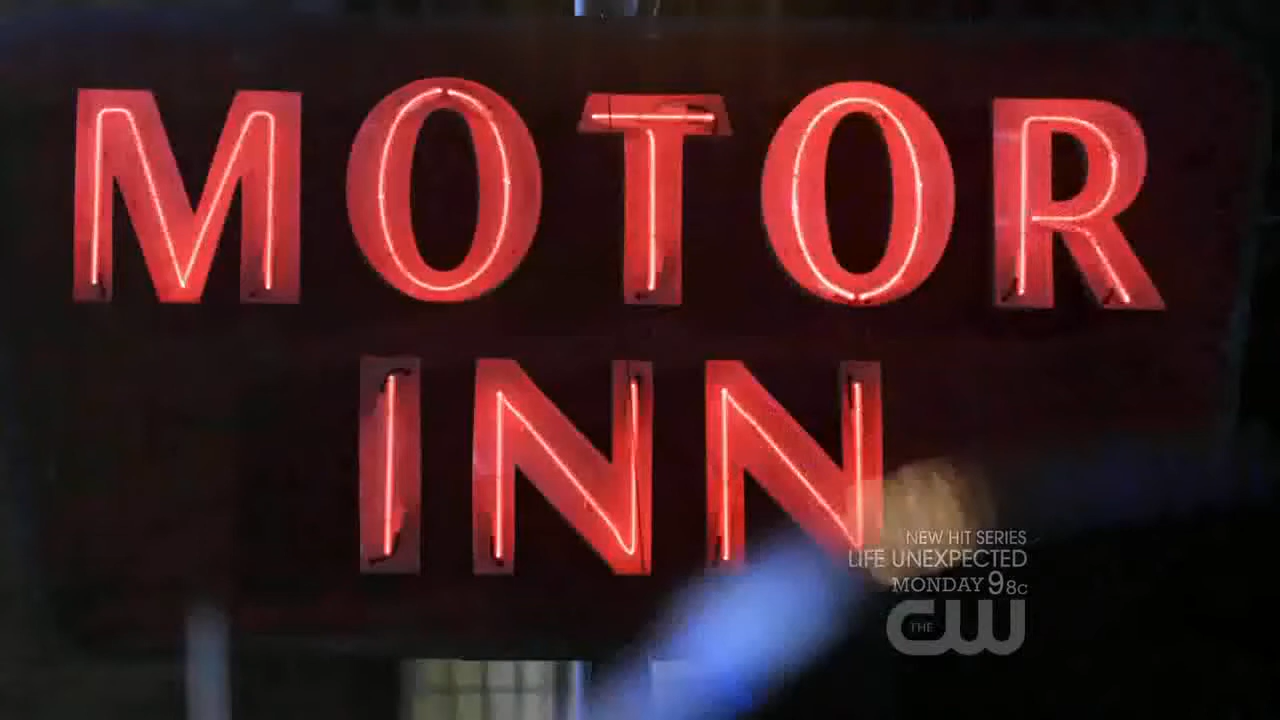 MOTOR
INN
NEW HIT SERIES
LIFE UNEXPECTED
MONDAY 9 8C
THE CW